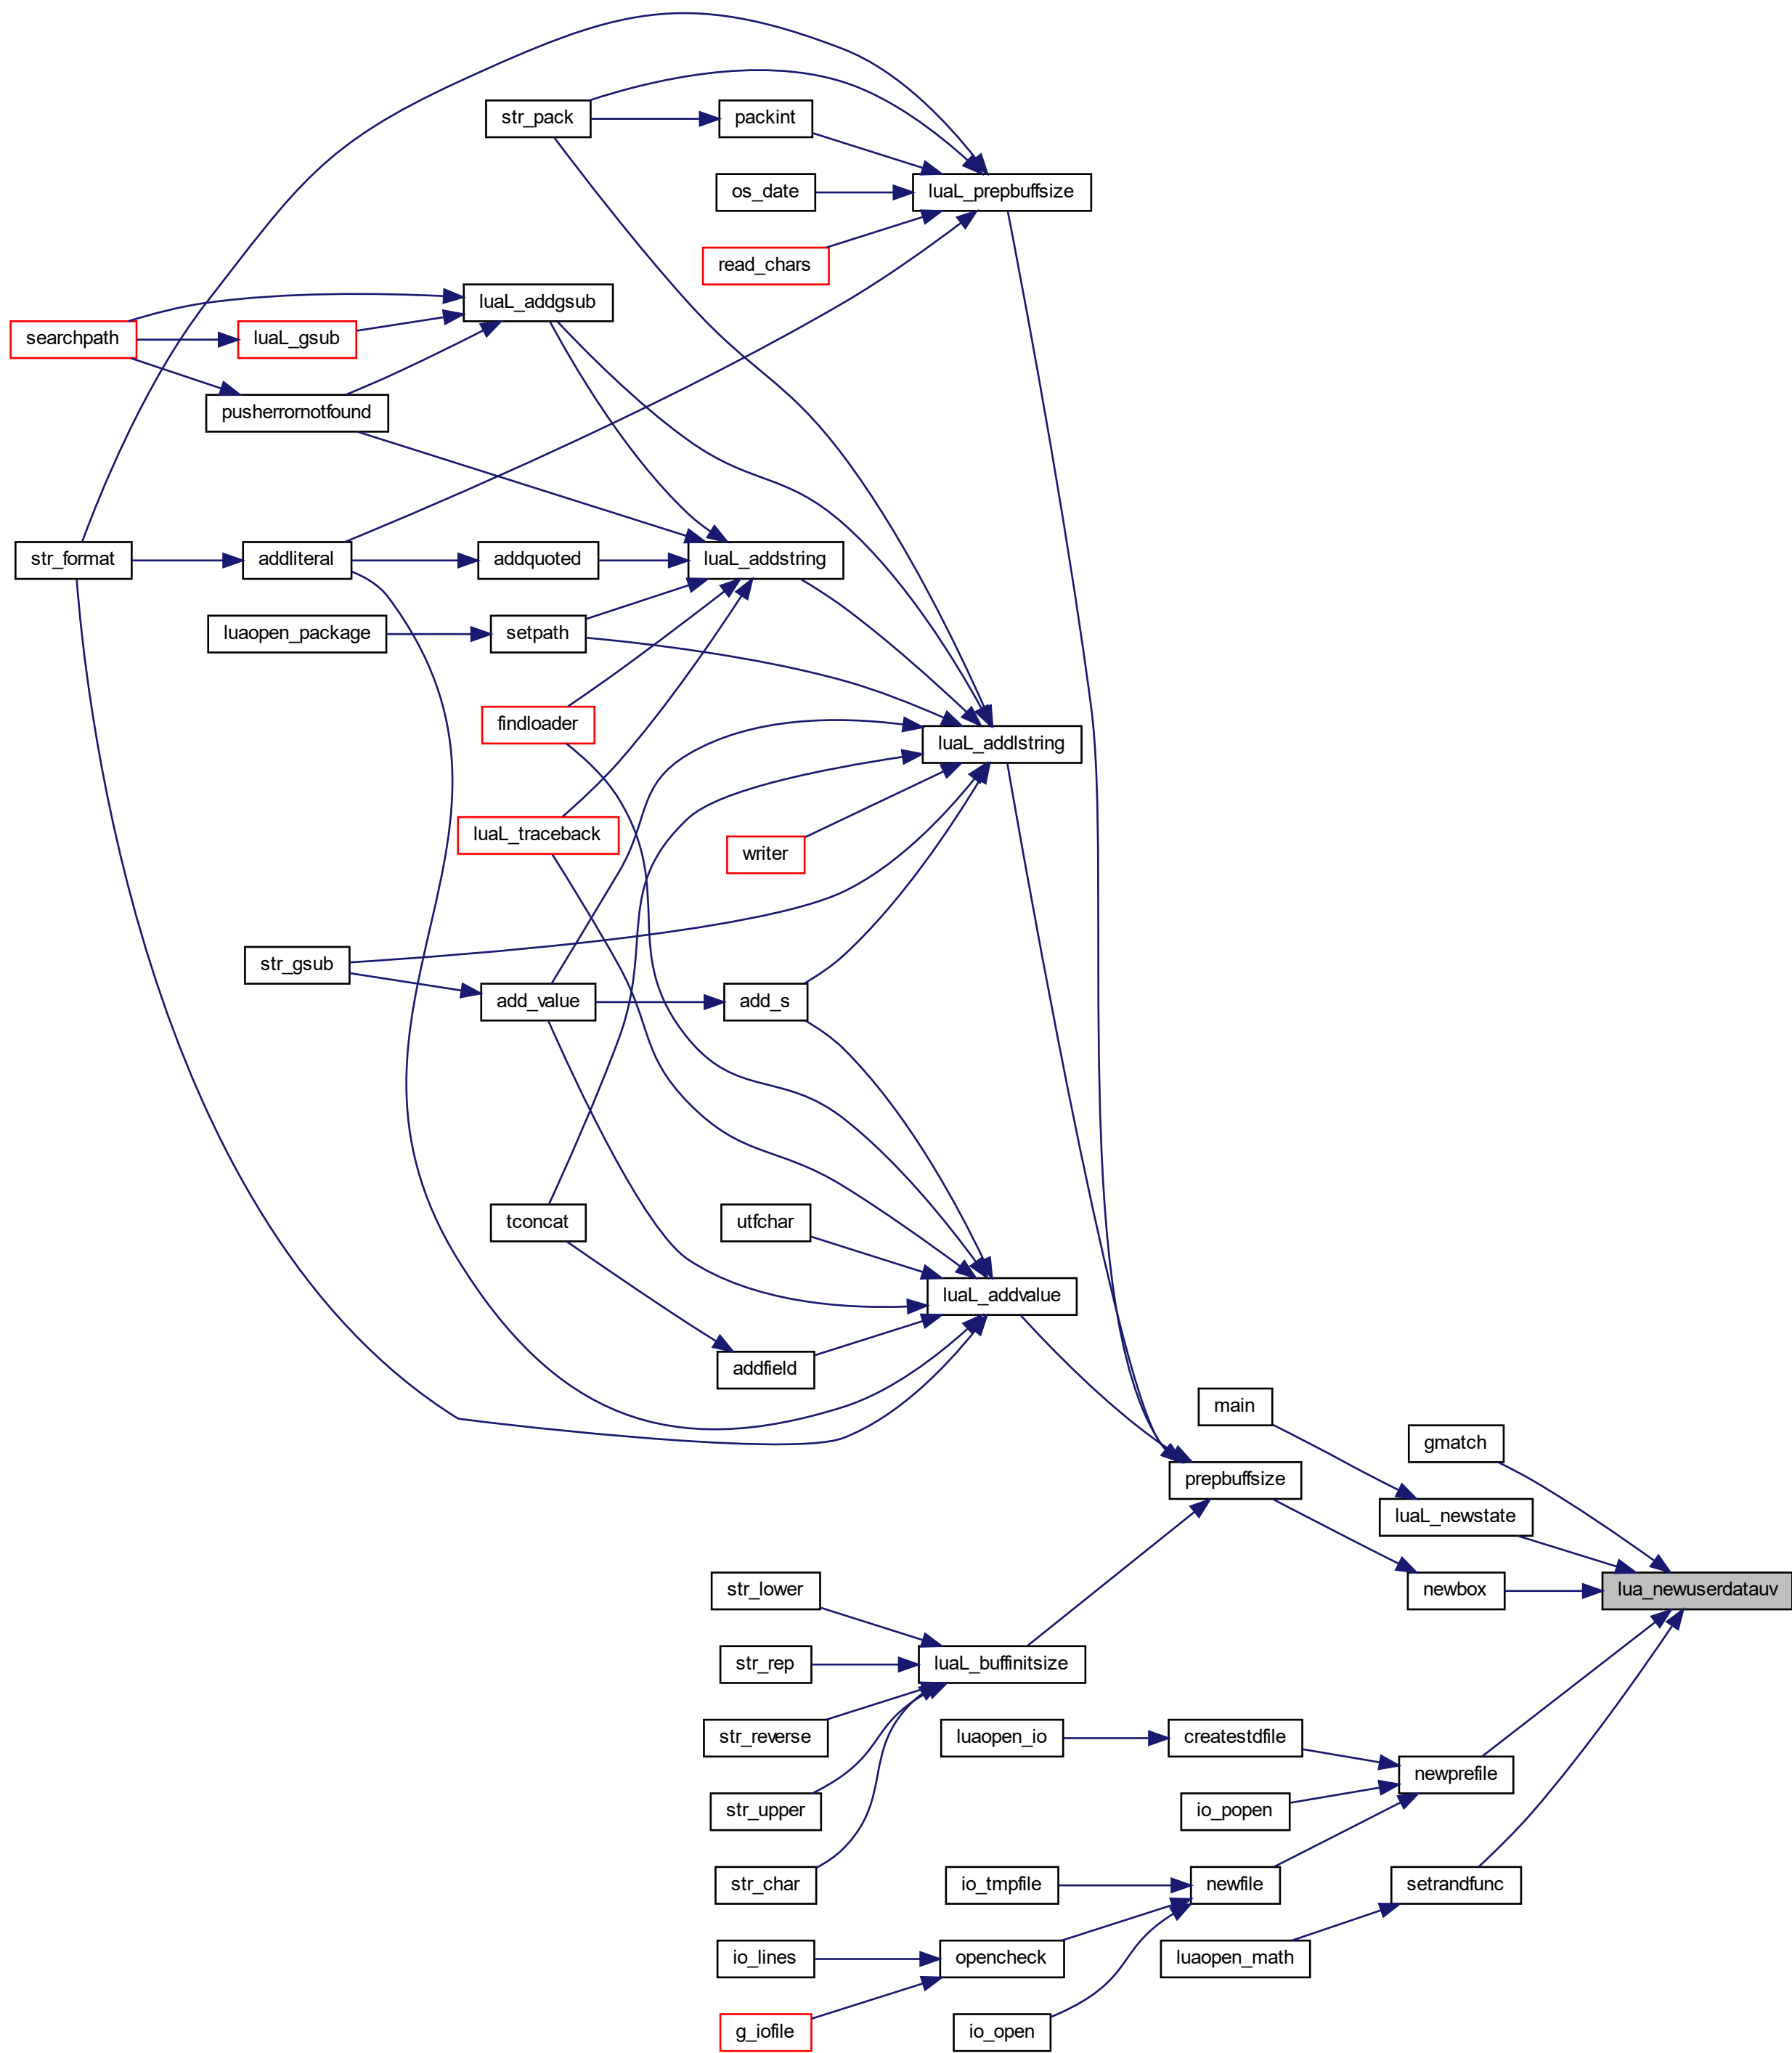 str_pack
packint
os_date
luaL_prepbuffsize
read_chars
luaL_addgsub
searchpath
luaL_gsub
pusherrornotfound
str_format
addliteral
addquoted
luaL_addstring
luaopen_package
setpath
findloader
luaL_addlstring
luaL_traceback
writer
str_gsub
add_value
add_s
tconcat
utfchar
luaL_addvalue
addfield
main
gmatch
prepbuffsize
luaL_newstate
str_lower
newbox
lua_newuserdatauv
str_rep
luaL_buffinitsize
str_reverse
luaopen_io
createstdfile
newprefile
str_upper
io_popen
str_char
io_tmpfile
newfile
setrandfunc
io_lines
opencheck
luaopen_math
g_iofile
io_open